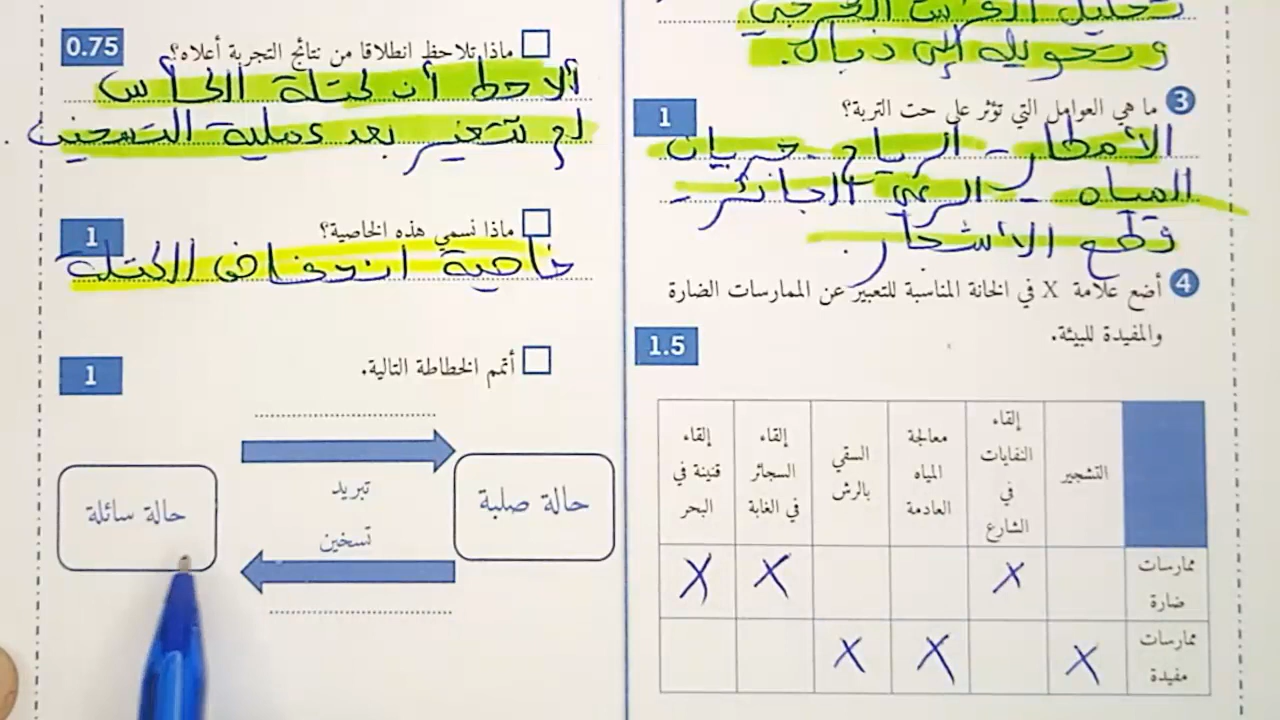 وتحويله إلى ذبال.
3 ما هي العوامل التي تؤثر على حت التربة؟
1
الأمطار - الرياح - جريان
المياه - الرعي الجائر -
قطع الأشجار.
4 أضع علامة X في الخانة المناسبة للتعبير عن الممارسات الضارة
والمفيدة للبيئة.
1.5
التشجير
إلقاء النفايات في الشارع
معالجة المياه العادمة
السقي بالرش
إلقاء السجائر في الغابة
إلقاء قنينة في البحر
ممارسات ضارة X X X
ممارسات مفيدة X X X
ماذا تلاحظ انطلاقا من نتائج التجربة أعلاه؟
0.75
ألاحظ أن كتلة الكأس
لم تتغير بعد عملية التسخين.
ماذا نسمي هذه الخاصية؟
1
خاصية انحفاظ الكتلة
أتمم الخطاطة التالية.
1
حالة صلبة
تبريد
تسخين
حالة سائلة